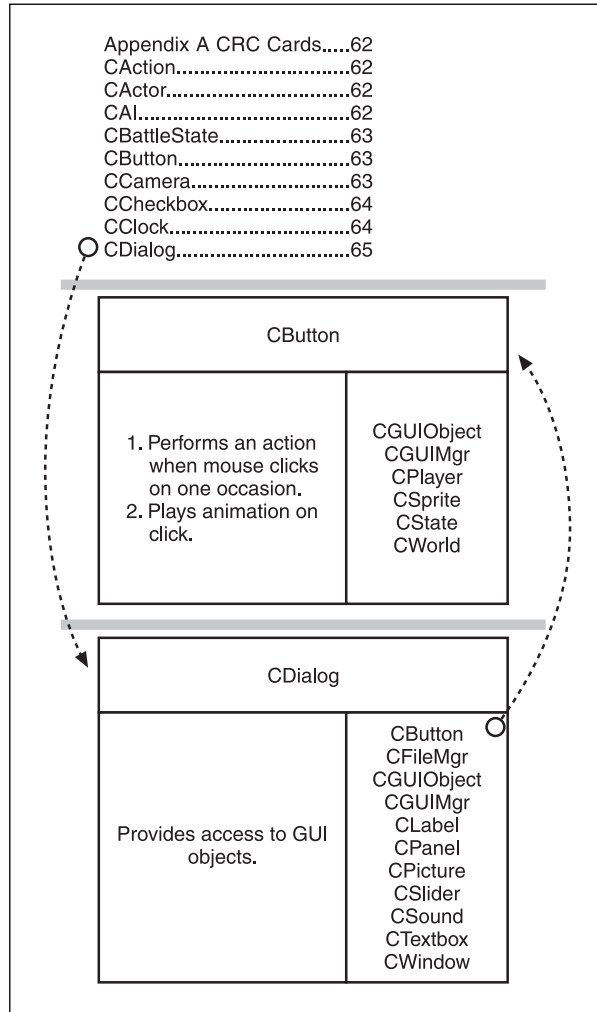 Appendix A CRC Cards.....62
CAction.........................62
CActor...........................62
CAI.................................62
CBattleState..................63
CButton.........................63
CCamera.......................63
CCheckbox...................64
CClock..........................64
CDialog.........................65
CButton
1. Performs an action
when mouse clicks
on one occasion.
2. Plays animation on
click.
CGUIObject
CGUIMgr
CPlayer
CSprite
CState
CWorld
CDialog
Provides access to GUI
objects.
CButton
CFileMgr
CGUIObject
CGUIMgr
CLabel
CPanel
CPicture
CSlider
CSound
CTextbox
CWindow